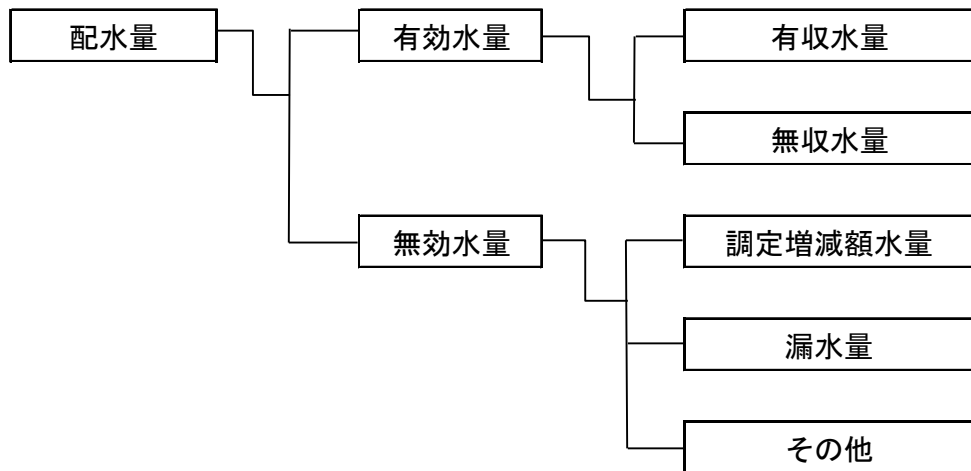 配水量
有効水量
有収水量
無収水量
無効水量
調定増減額水量
漏水量
その他